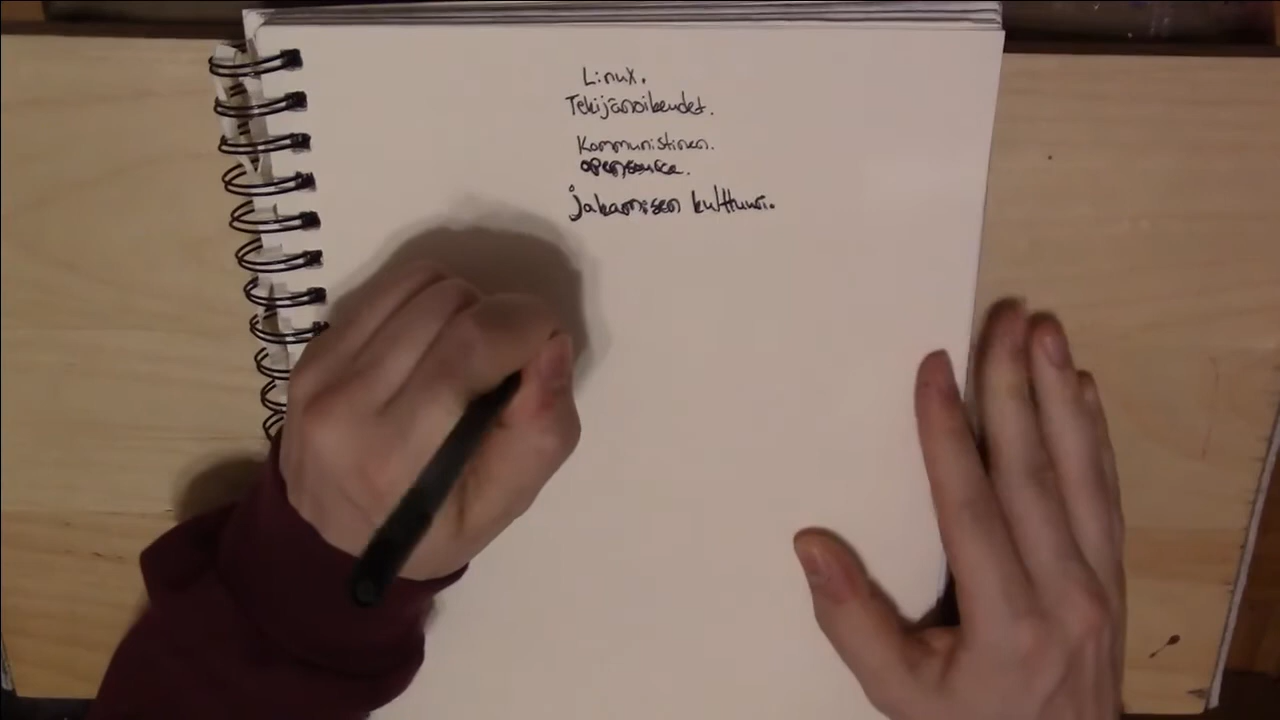 Linux.
Tekijänoikeudet.
Kommunistinen.
opensource.
jakamisen kulttuuri.